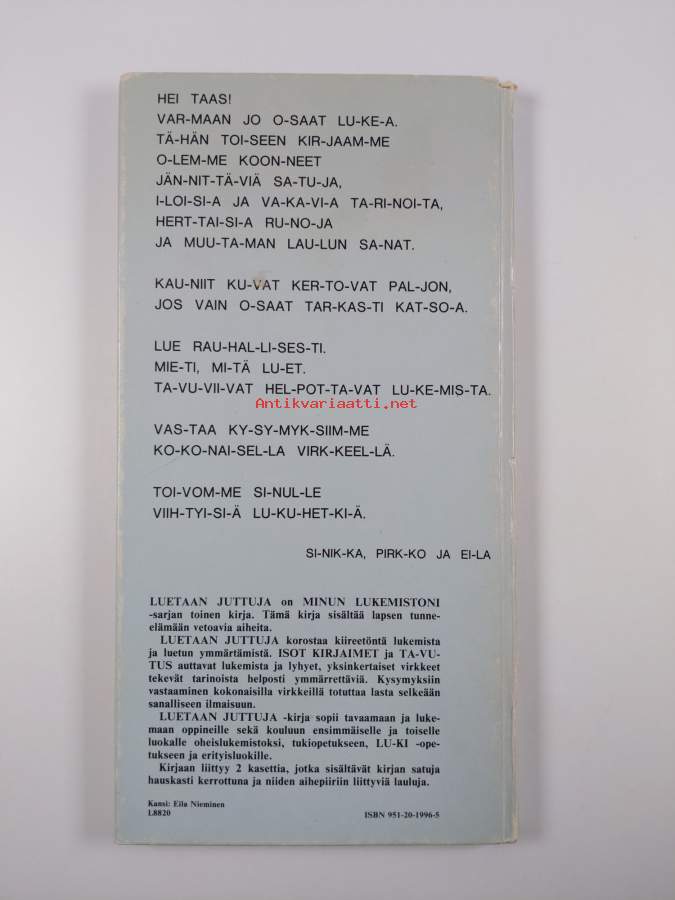 HEI TAAS!
VAR-MAAN JO O-SAAT LU-KE-A.
TÄ-HÄN TOI-SEEN KIR-JAAM-ME
O-LEM-ME KOON-NEET
JÄN-NIT-TÄ-VIÄ SA-TU-JA,
I-LOI-SI-A JA VA-KA-VI-A TA-RI-NOI-TA,
HERT-TAI-SI-A RU-NO-JA
JA MUU-TA-MAN LAU-LUN SA-NAT.
KAU-NIIT KU-VAT KER-TO-VAT PAL-JON,
JOS VAIN O-SAAT TAR-KAS-TI KAT-SO-A.
LUE RAU-HAL-LI-SES-TI.
MIE-TI, MI-TÄ LU-ET.
TA-VU-VII-VAT HEL-POT-TA-VAT LU-KE-MIS-TA.
Antikvariaatti.net
VAS-TAA KY-SY-MYK-SIIM-ME
KO-KO-NAI-SEL-LA VIRK-KEEL-LÄ.
TOI-VOM-ME SI-NUL-LE
VIIH-TYI-SI-Ä LU-KU-HET-KI-Ä.
SI-NIK-KA, PIRK-KO JA EI-LA
LUETAAN JUTTUJA on MINUN LUKEMISTONI
-sarjan toinen kirja. Tämä kirja sisältää lapsen tunne-
elämään vetoavia aiheita.
LUETAAN JUTTUJA korostaa kiireetöntä lukemista
ja luetun ymmärtämistä. ISOT KIRJAIMET ja TA-VU-
TUS auttavat lukemista ja lyhyet, yksinkertaiset virkkeet
tekevät tarinoista helposti ymmärrettäviä. Kysymyksiin
vastaaminen kokonaisilla virkkeillä totuttaa lasta selkeään
sanalliseen ilmaisuun.
LUETAAN JUTTUJA -kirja sopii tavaamaan ja luke-
maan oppineille sekä kouluun ensimmäiselle ja toiselle
luokalle oheislukemistoksi, tukiopetukseen, LU-KI -ope-
tukseen ja erityisluokille.
Kirjaan liittyy 2 kasettia, jotka sisältävät kirjan satuja
hauskasti kerrottuna ja niiden aihepiiriin liittyviä lauluja.
Kansi: Eila Nieminen
L8820
ISBN 951-20-1996-5